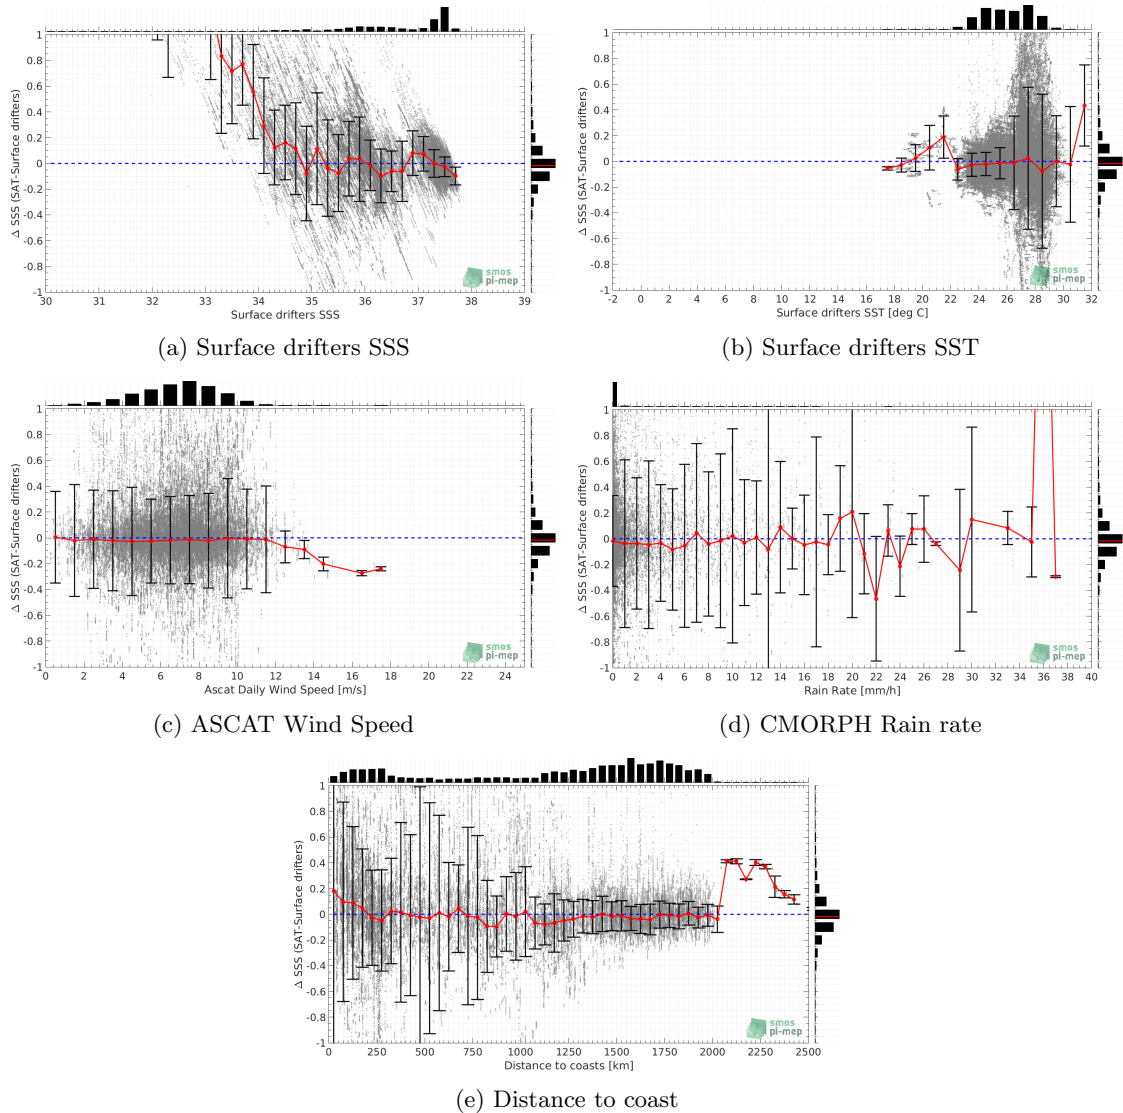 1
0.8
0.6
0.4
0.2
0
-0.2
-0.4
-0.6
-0.8
-1
Δ SSS (SAT-Surface drifters)
30 31 32 33 34 35 36 37 38 39
Surface drifters SSS
smos
pi-mep
(a) Surface drifters SSS
1
0.8
0.6
0.4
0.2
0
-0.2
-0.4
-0.6
-0.8
-1
Δ SSS (SAT-Surface drifters)
-2 0 2 4 6 8 10 12 14 16 18 20 22 24 26 28 30 32
Surface drifters SST [deg C]
smos
pi-mep
(b) Surface drifters SST
1
0.8
0.6
0.4
0.2
0
-0.2
-0.4
-0.6
-0.8
-1
Δ SSS (SAT-Surface drifters)
0 2 4 6 8 10 12 14 16 18 20 22 24
Ascat Daily Wind Speed [m/s]
smos
pi-mep
(c) ASCAT Wind Speed
1
0.8
0.6
0.4
0.2
0
-0.2
-0.4
-0.6
-0.8
-1
Δ SSS (SAT-Surface drifters)
0 2 4 6 8 10 12 14 16 18 20 22 24 26 28 30 32 34 36 38 40
Rain Rate [mm/h]
smos
pi-mep
(d) CMORPH Rain rate
1
0.8
0.6
0.4
0.2
0
-0.2
-0.4
-0.6
-0.8
-1
Δ SSS (SAT-Surface drifters)
0 250 500 750 1000 1250 1500 1750 2000 2250 2500
Distance to coasts [km]
smos
pi-mep
(e) Distance to coast